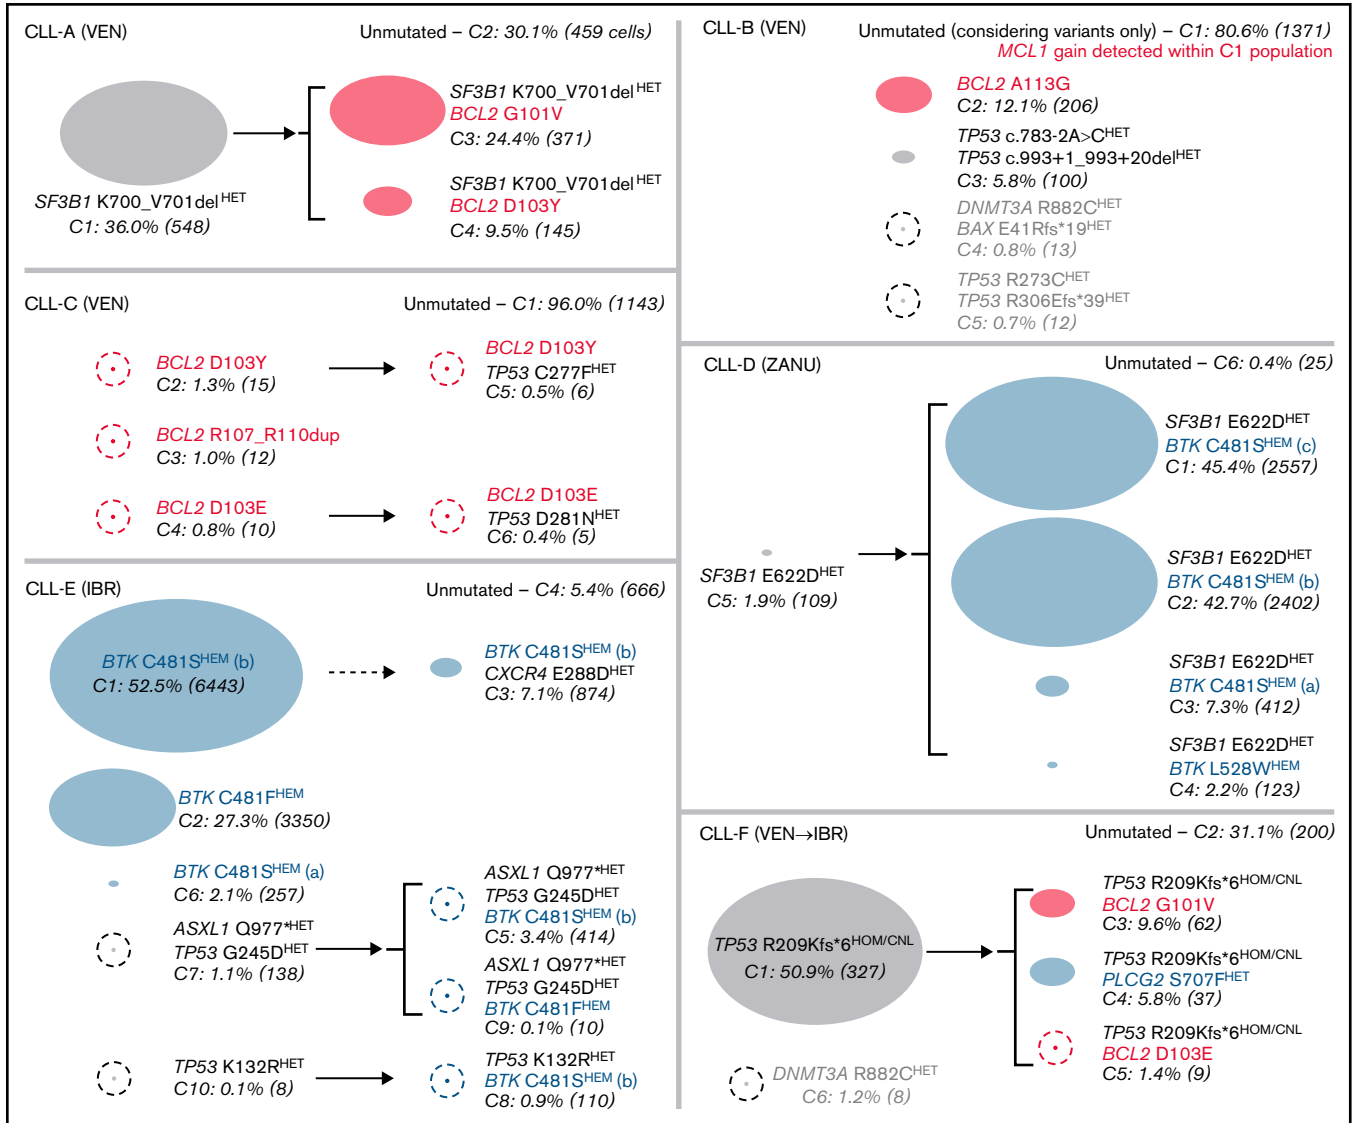 CLL-A (VEN)
Unmutated – C2: 30.1% (459 cells)
SF3B1 K700_V701del^HET
C1: 36.0% (548)
SF3B1 K700_V701del^HET
BCL2 G101V
C3: 24.4% (371)
SF3B1 K700_V701del^HET
BCL2 D103Y
C4: 9.5% (145)
CLL-B (VEN)
Unmutated (considering variants only) – C1: 80.6% (1371)
MCL1 gain detected within C1 population
BCL2 A113G
C2: 12.1% (206)
TP53 c.783-2A>C^HET
TP53 c.993+1_993+20del^HET
C3: 5.8% (100)
DNMT3A R882C^HET
BAX E41Rfs*19^HET
C4: 0.8% (13)
TP53 R273C^HET
TP53 R306Efs*39^HET
C5: 0.7% (12)
CLL-C (VEN)
Unmutated – C1: 96.0% (1143)
BCL2 D103Y
C2: 1.3% (15)
BCL2 D103Y
TP53 C277F^HET
C5: 0.5% (6)
BCL2 R107_R110dup
C3: 1.0% (12)
BCL2 D103E
C4: 0.8% (10)
BCL2 D103E
TP53 D281N^HET
C6: 0.4% (5)
CLL-D (ZANU)
Unmutated – C6: 0.4% (25)
SF3B1 E622D^HET
C5: 1.9% (109)
SF3B1 E622D^HET
BTK C481S^HEM (c)
C1: 45.4% (2557)
SF3B1 E622D^HET
BTK C481S^HEM (b)
C2: 42.7% (2402)
SF3B1 E622D^HET
BTK C481S^HEM (a)
C3: 7.3% (412)
SF3B1 E622D^HET
BTK L528W^HEM
C4: 2.2% (123)
CLL-E (IBR)
Unmutated – C4: 5.4% (666)
BTK C481S^HEM (b)
C1: 52.5% (6443)
BTK C481S^HEM (b)
CXCR4 E288D^HET
C3: 7.1% (874)
BTK C481F^HEM
C2: 27.3% (3350)
BTK C481S^HEM (a)
C6: 2.1% (257)
ASXL1 Q977*^HET
TP53 G245D^HET
C7: 1.1% (138)
ASXL1 Q977*^HET
TP53 G245D^HET
BTK C481S^HEM (b)
C5: 3.4% (414)
ASXL1 Q977*^HET
TP53 G245D^HET
BTK C481F^HEM
C9: 0.1% (10)
TP53 K132R^HET
C10: 0.1% (8)
TP53 K132R^HET
BTK C481S^HEM (b)
C8: 0.9% (110)
CLL-F (VEN→IBR)
Unmutated – C2: 31.1% (200)
TP53 R209Kfs*6^HOM/CNL
C1: 50.9% (327)
TP53 R209Kfs*6^HOM/CNL
BCL2 G101V
C3: 9.6% (62)
TP53 R209Kfs*6^HOM/CNL
PLCG2 S707F^HET
C4: 5.8% (37)
TP53 R209Kfs*6^HOM/CNL
BCL2 D103E
C5: 1.4% (9)
DNMT3A R882C^HET
C6: 1.2% (8)